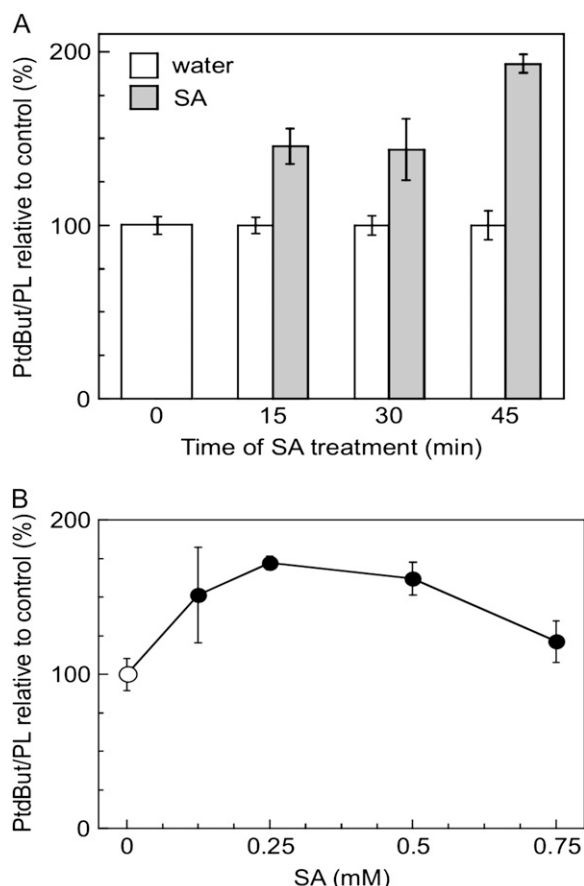 A
PtdBut/PL relative to control (%)
200
100
0
water
SA
0 15 30 45
Time of SA treatment (min)
B
PtdBut/PL relative to control (%)
200
100
0
0 0.25 0.5 0.75
SA (mM)